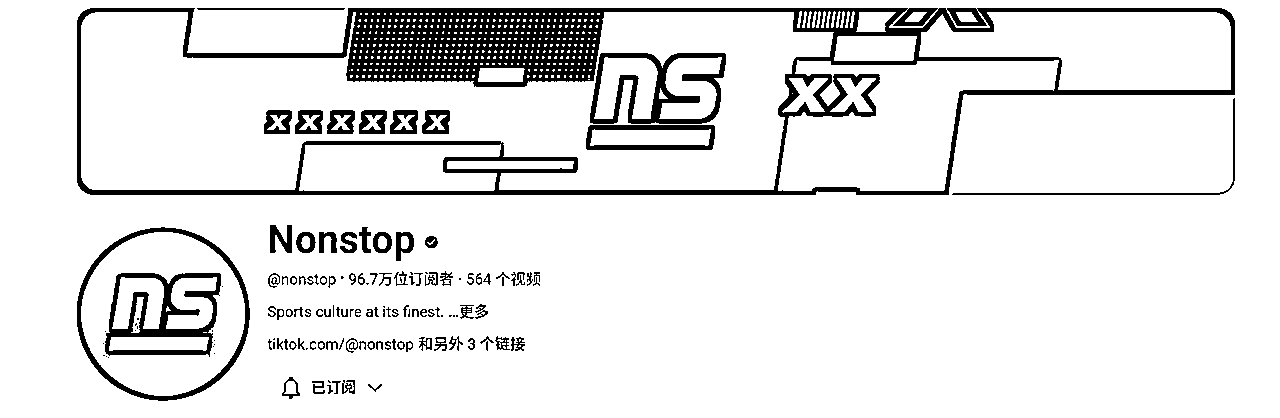 ns
xx
xxxxxx
ns
Nonstop
@nonstop · 96.7万位订阅者 · 564 个视频
Sports culture at its finest. ...更多
tiktok.com/@nonstop 和另外 3 个链接
已订阅